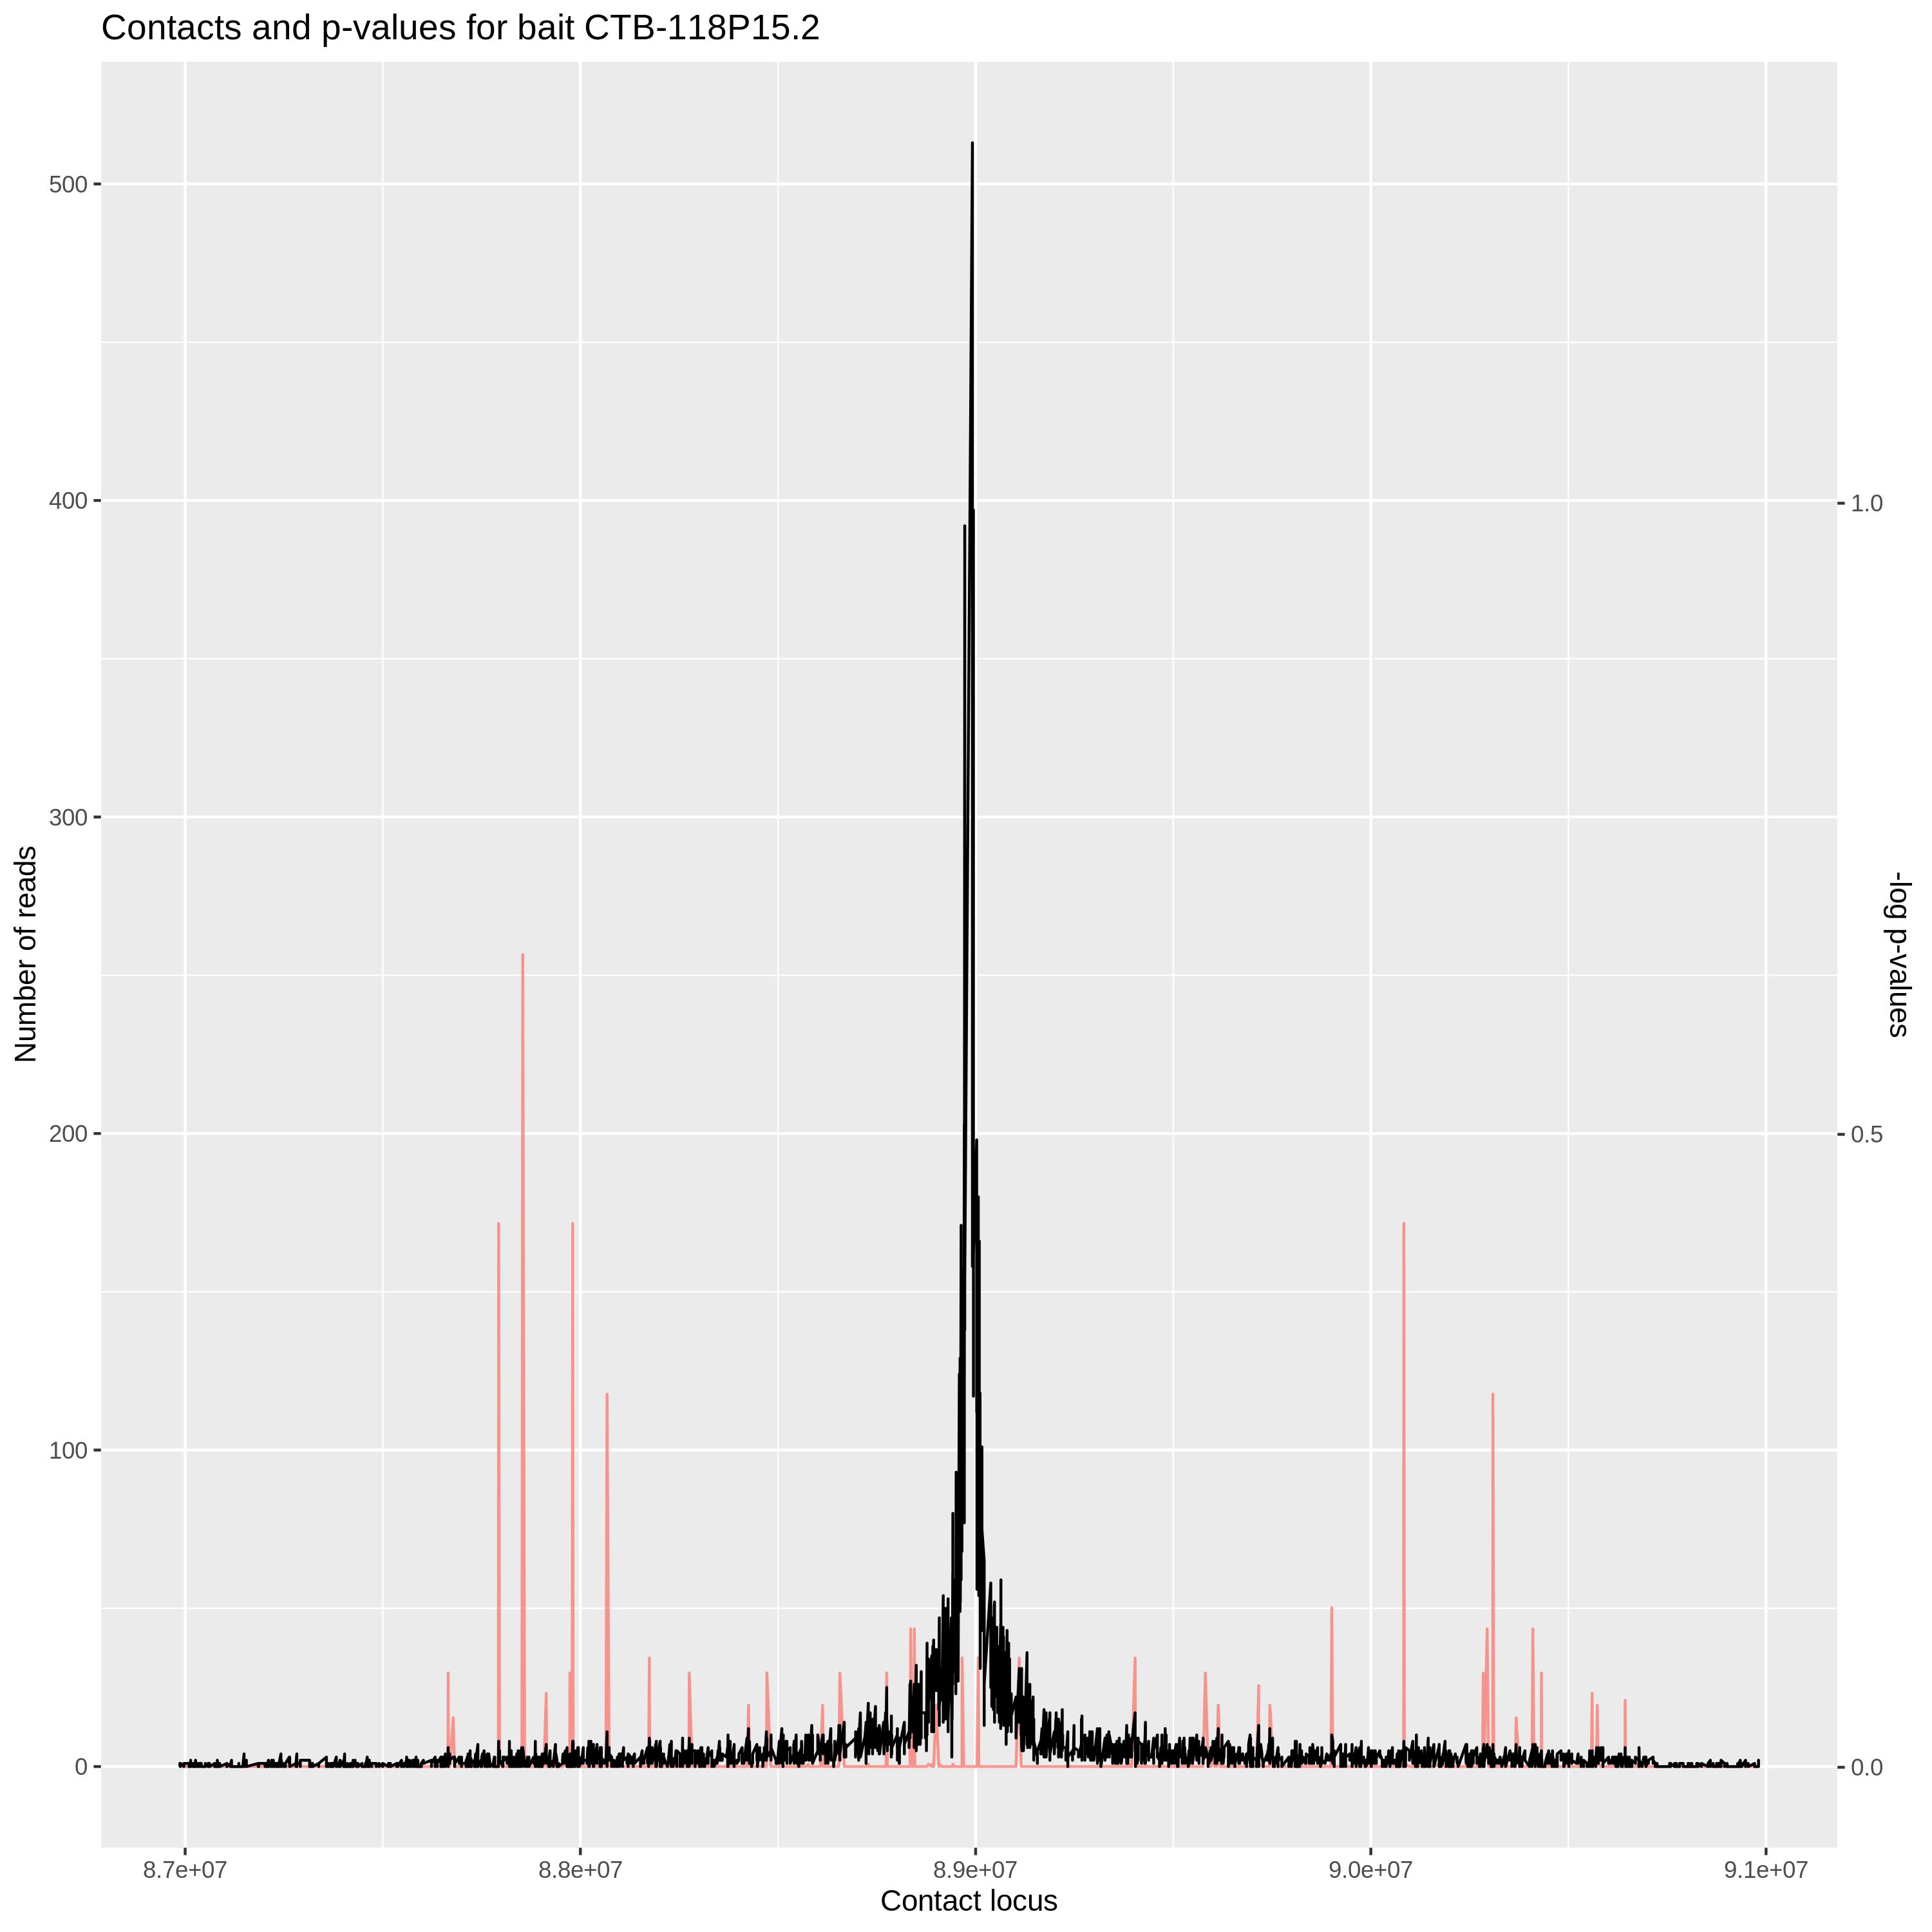 Contacts and p-values for bait CTB-118P15.2
500
400
300
200
100
0
Number of reads
1.0
0.5
0.0
-log p-values
8.7e+07
8.8e+07
8.9e+07
9.0e+07
9.1e+07
Contact locus